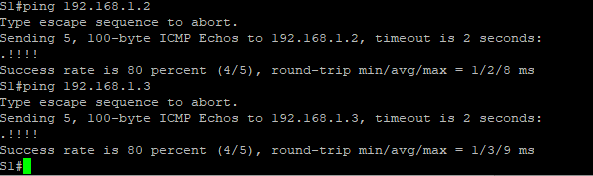 S1#ping 192.168.1.2
Type escape sequence to abort.
Sending 5, 100-byte ICMP Echos to 192.168.1.2, timeout is 2 seconds:
.!!!!
Success rate is 80 percent (4/5), round-trip min/avg/max = 1/2/8 ms
S1#ping 192.168.1.3
Type escape sequence to abort.
Sending 5, 100-byte ICMP Echos to 192.168.1.3, timeout is 2 seconds:
.!!!!
Success rate is 80 percent (4/5), round-trip min/avg/max = 1/3/9 ms
S1#